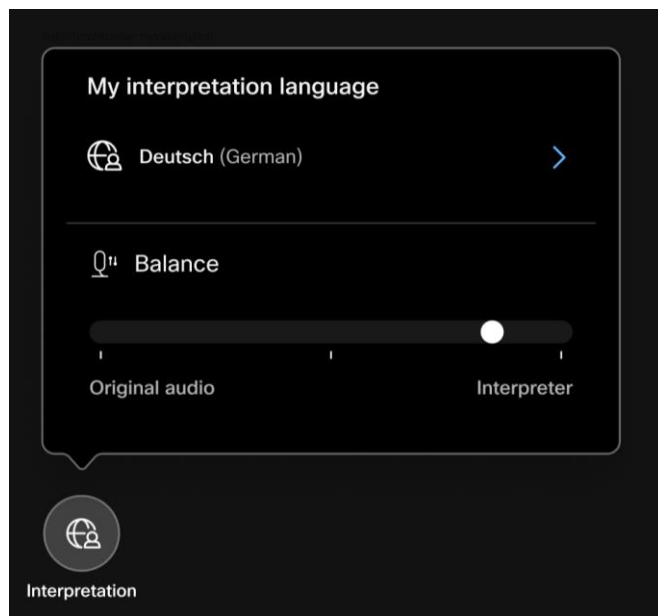 My interpretation language
Deutsch (German)
Balance
Original audio
Interpreter
Interpretation